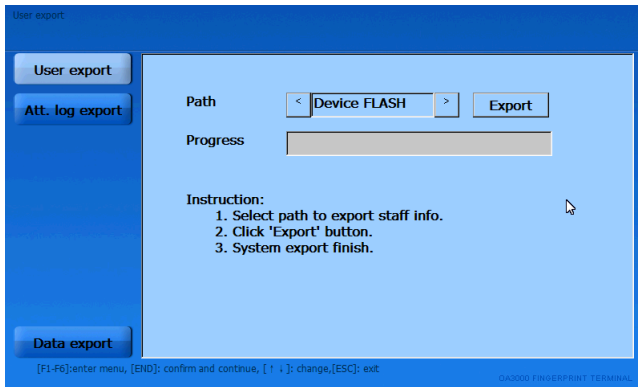 User export
User export
Att. log export
Path < Device FLASH > Export
Progress
Instruction:
1. Select path to export staff info.
2. Click 'Export' button.
3. System export finish.
Data export
[F1-F6]:enter menu, [END]: confirm and continue, [ ↑ ↓ ]: change,[ESC]: exit
OA3000 FINGERPRINT TERMINAL